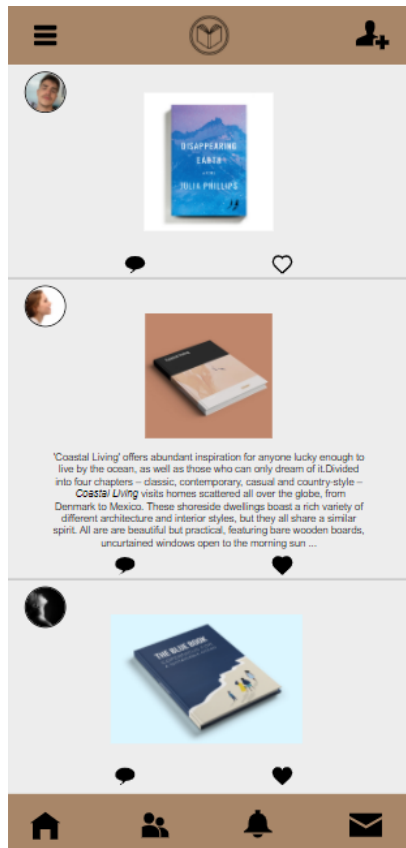 DISAPPEARING
EARTH
JULIA PHILLIPS
'Coastal Living' offers abundant inspiration for anyone lucky enough to
live by the ocean, as well as those who can only dream of it.Divided
into four chapters – classic, contemporary, casual and country-style –
Coastal Living visits homes scattered all over the globe, from
Denmark to Mexico. These shoreside dwellings boast a rich variety of
different architecture and interior styles, but they all share a similar
spirit. All are are beautiful but practical, featuring bare wooden boards,
uncurtained windows open to the morning sun ...
THE BLUE BOOK